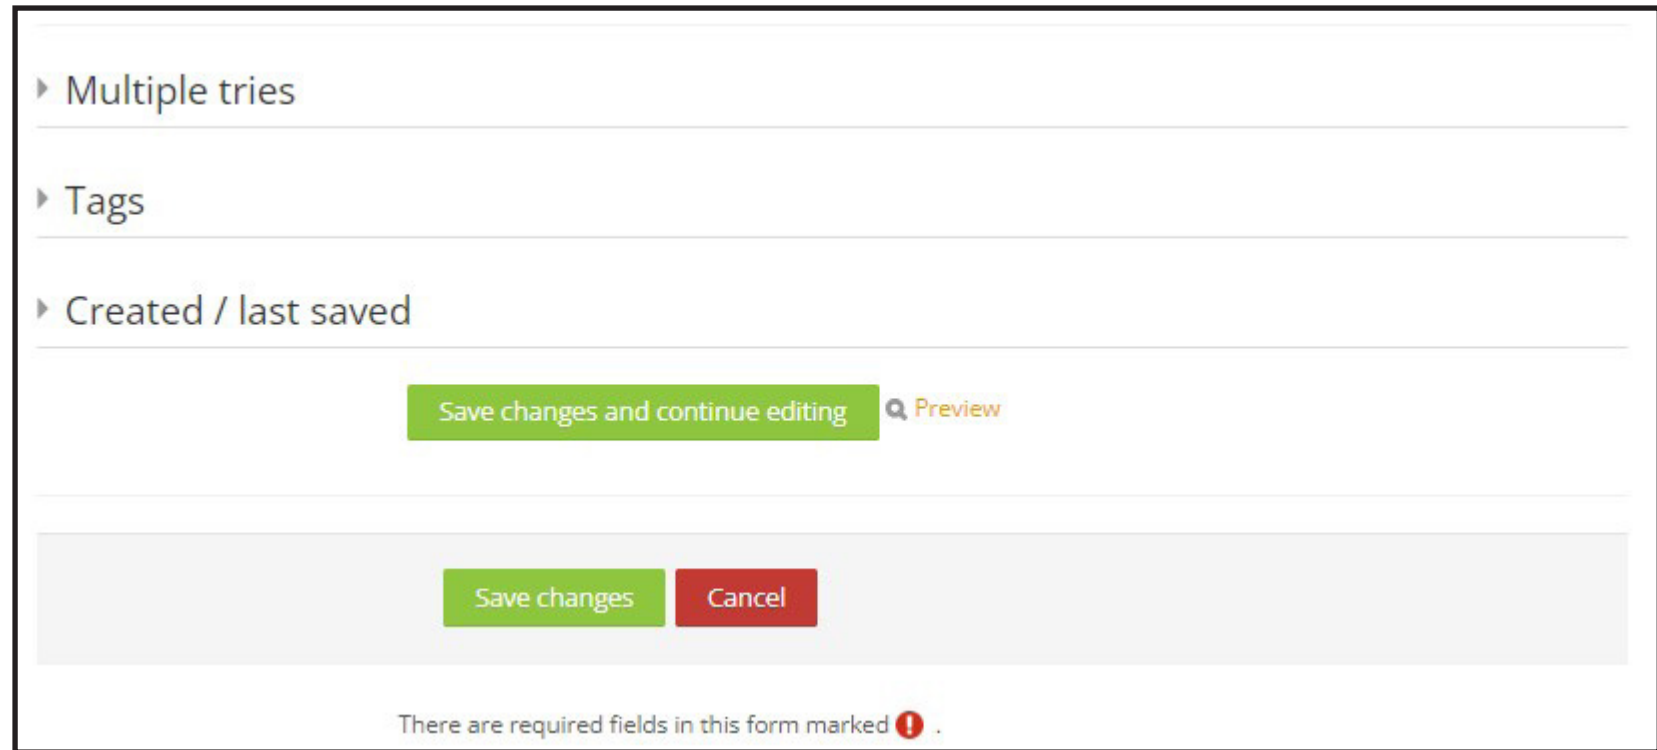 Multiple tries
Tags
Created / last saved
Save changes and continue editing Preview
Save changes Cancel
There are required fields in this form marked .